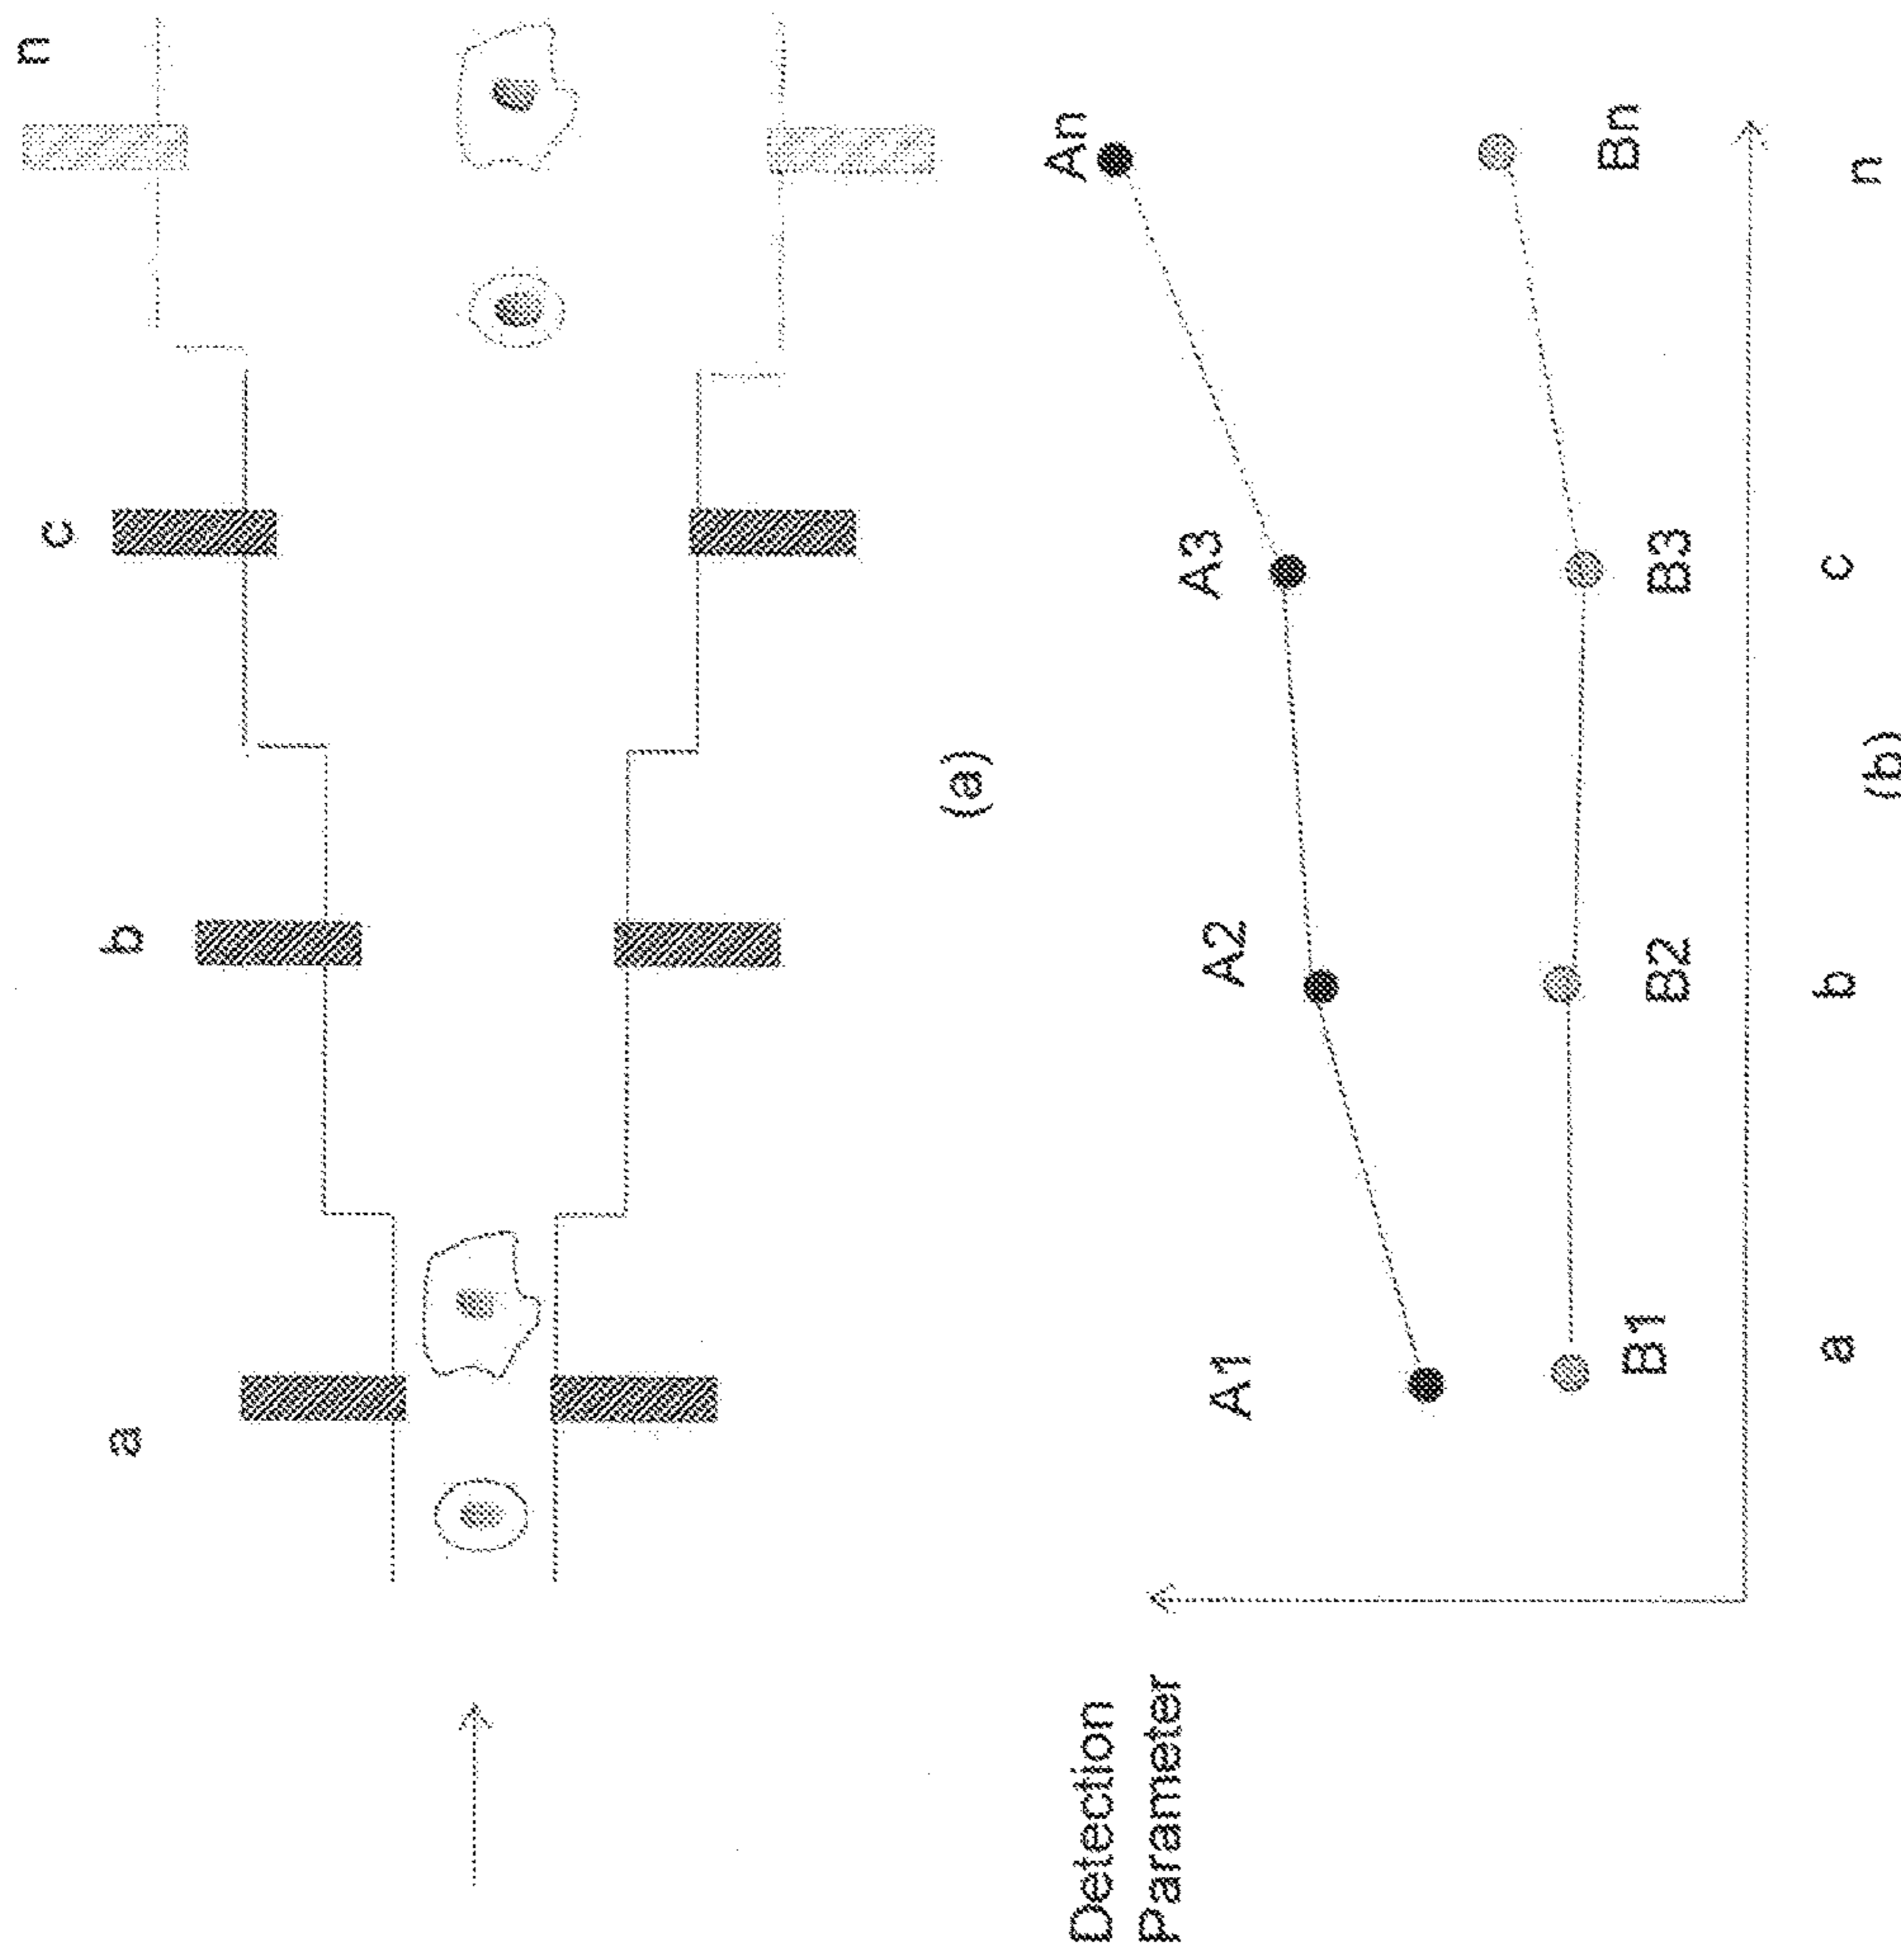 a
b
c
n
(a)
Detection
Parameter
A1
A2
A3
An
B1
B2
B3
Bn
a
b
c
n
(b)